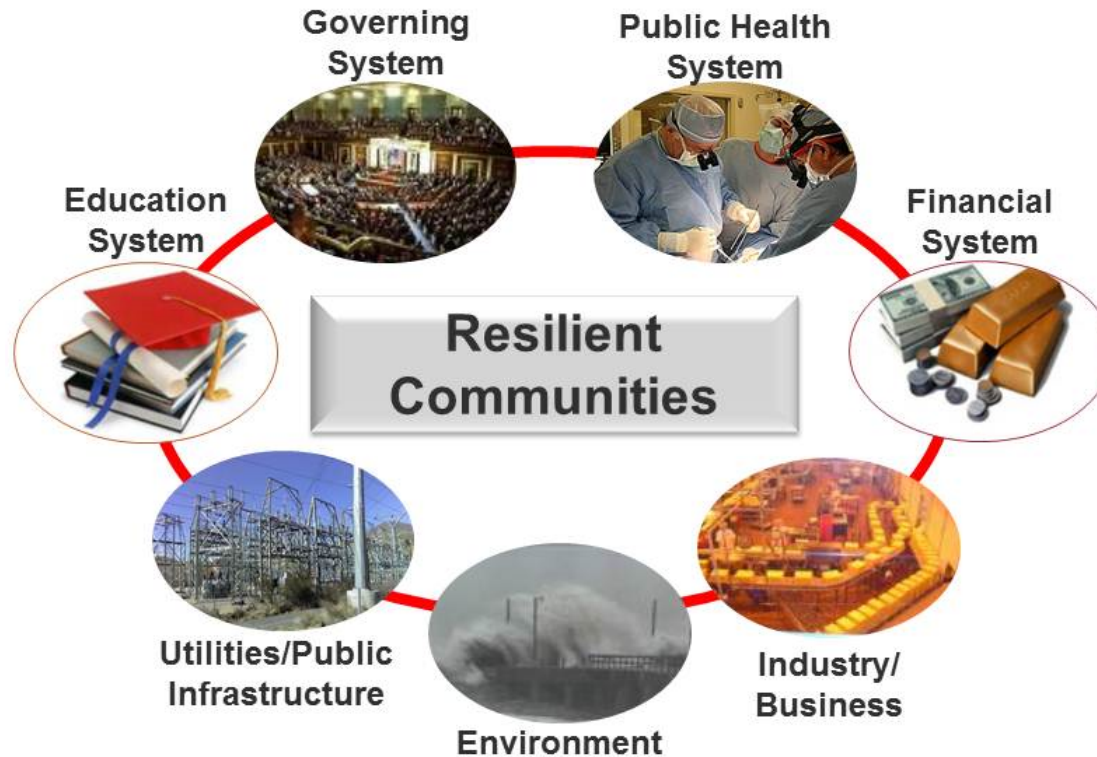 Governing
System
Public Health
System
Education
System
Financial
System
Resilient
Communities
Utilities/Public
Infrastructure
Industry/
Business
Environment